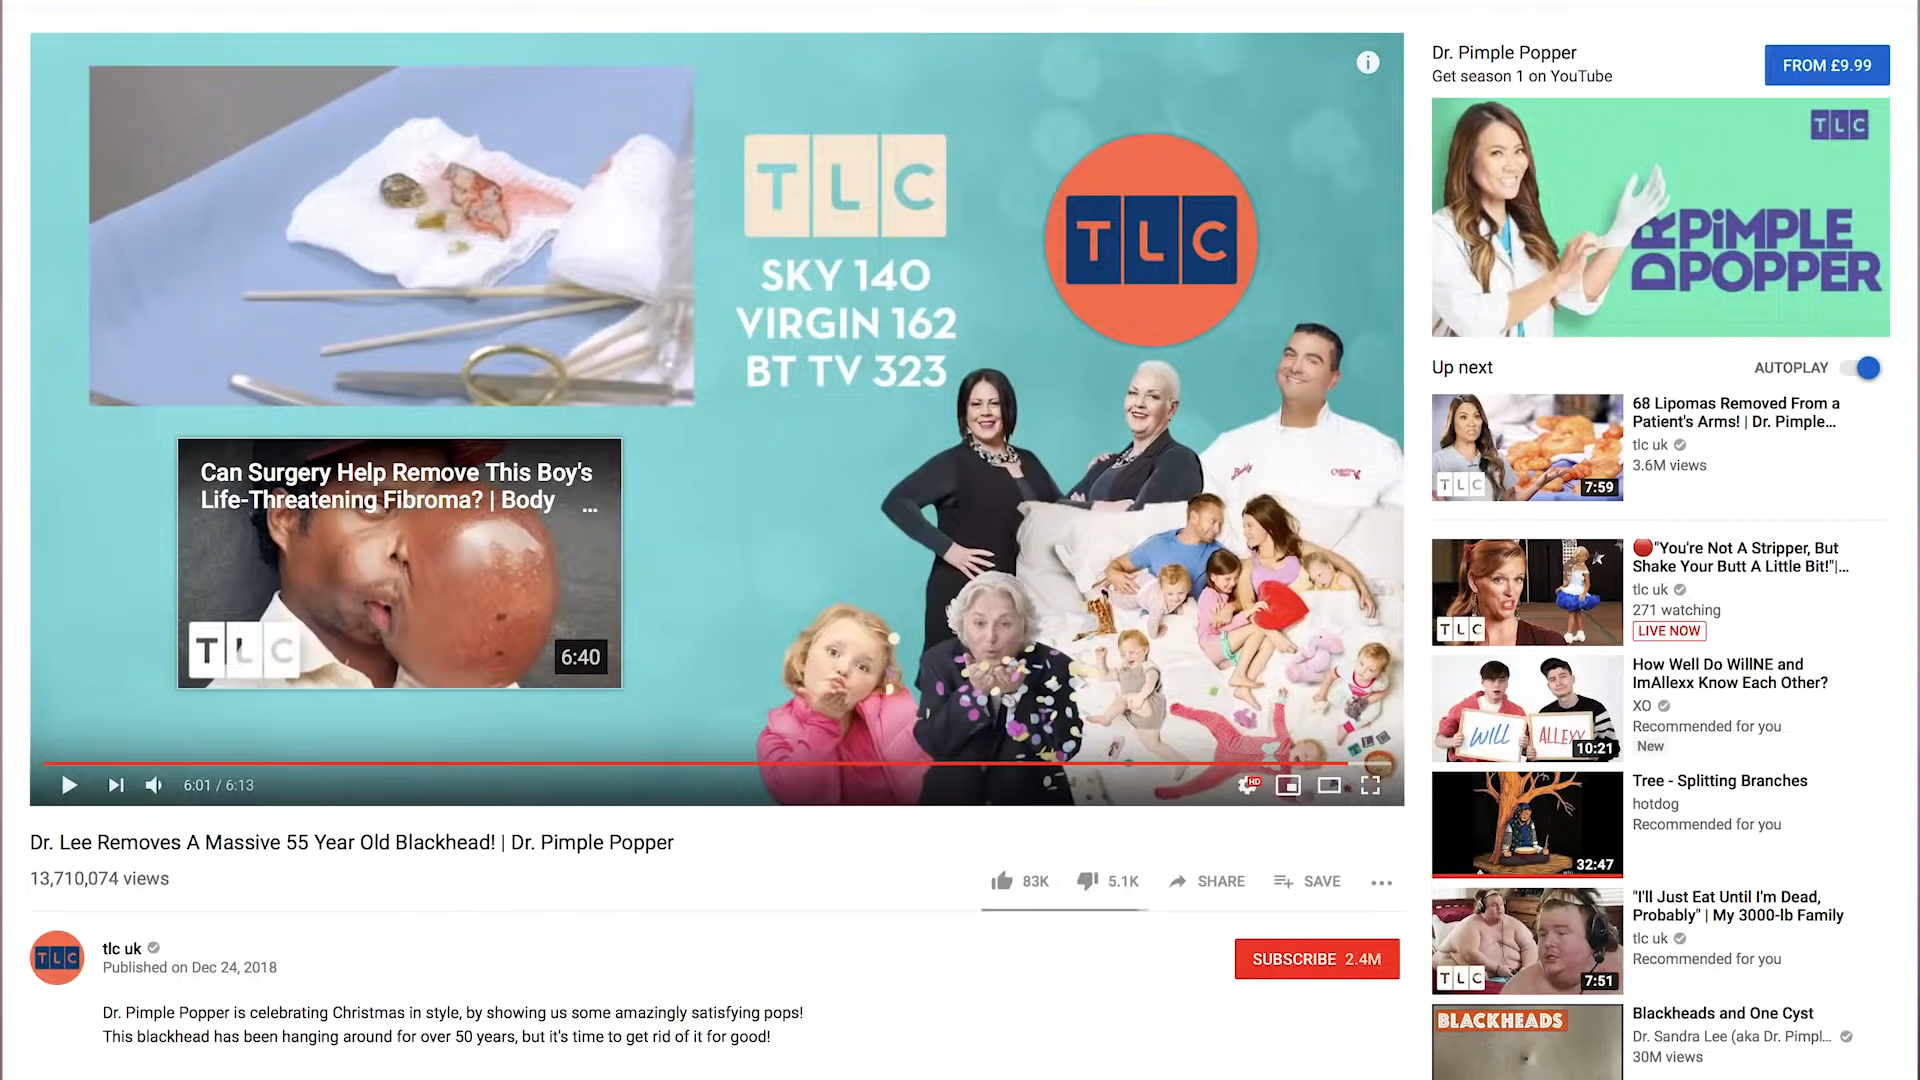 TLC
SKY 140
VIRGIN 162
BT TV 323
TLC
Can Surgery Help Remove This Boy's
Life-Threatening Fibroma? | Body
...
TLC
6:40
Buddy
TLC
6:01 / 6:13
HD
Dr. Lee Removes A Massive 55 Year Old Blackhead! | Dr. Pimple Popper
13,710,074 views
83K
5.1K
SHARE
SAVE
TLC
tlc uk
Published on Dec 24, 2018
SUBSCRIBE 2.4M
Dr. Pimple Popper is celebrating Christmas in style, by showing us some amazingly satisfying pops!
This blackhead has been hanging around for over 50 years, but it's time to get rid of it for good!
Dr. Pimple Popper
Get season 1 on YouTube
FROM £9.99
TLC
DR PiMPLE
POPPER
Up next
AUTOPLAY
TLC
7:59
68 Lipomas Removed From a
Patient's Arms! | Dr. Pimple...
tlc uk
3.6M views
TLC
🔴"You're Not A Stripper, But
Shake Your Butt A Little Bit!"|...
tlc uk
271 watching
LIVE NOW
WILL
ALLEX
10:21
How Well Do WillNE and
ImAllexx Know Each Other?
XO
Recommended for you
New
32:47
Tree - Splitting Branches
hotdog
Recommended for you
TLC
7:51
"I'll Just Eat Until I'm Dead,
Probably" | My 3000-lb Family
tlc uk
Recommended for you
BLACKHEADS
Blackheads and One Cyst
Dr. Sandra Lee (aka Dr. Pimpl...
30M views